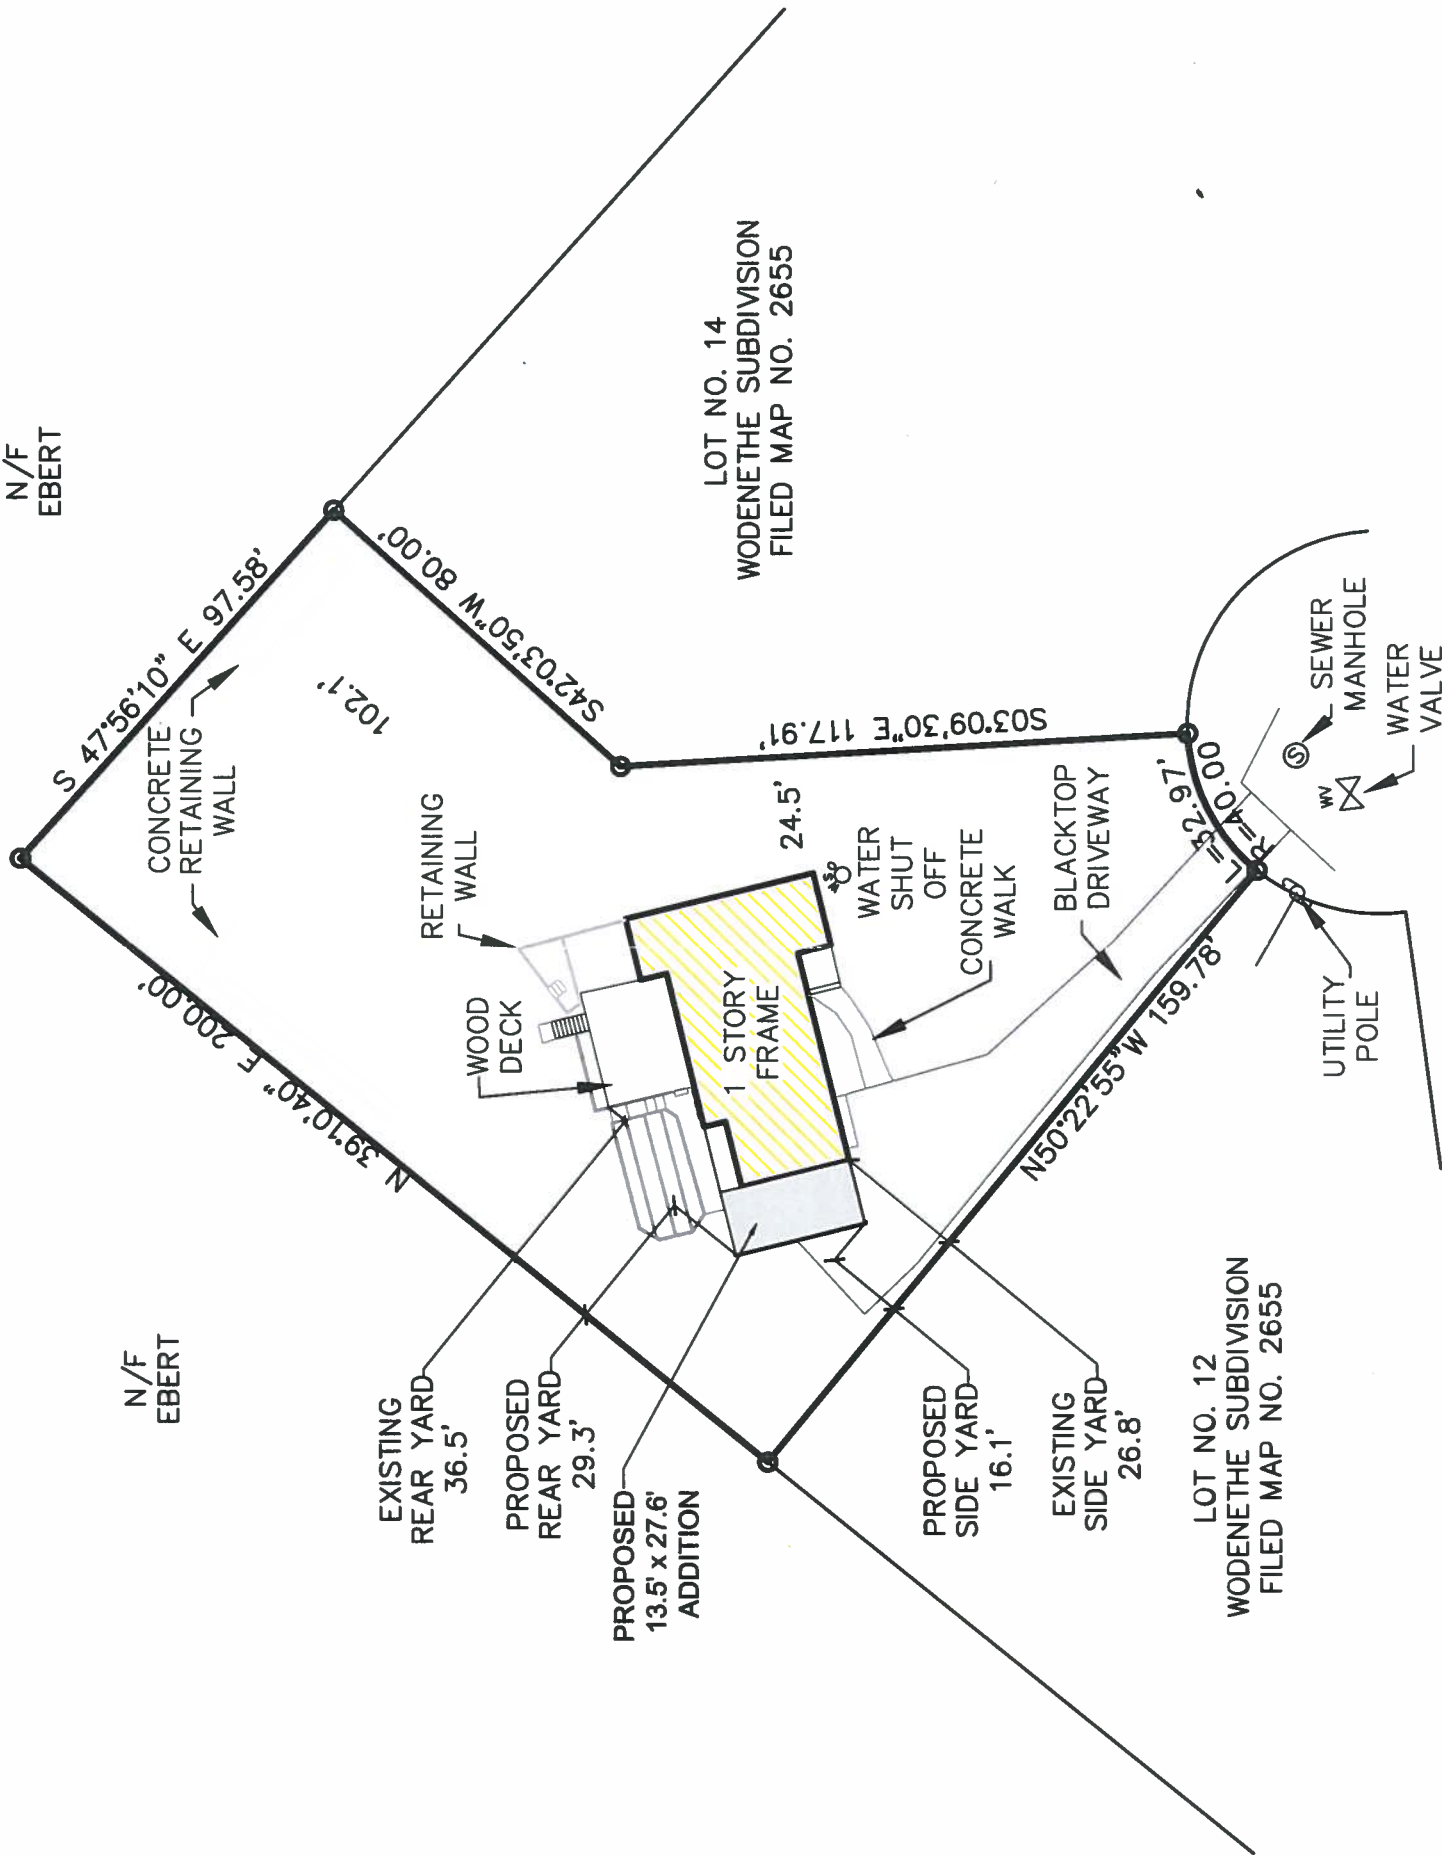 N/F
EBERT
N/F
EBERT
S 47°56'10" E 97.58'
CONCRETE
RETAINING
WALL
102.1'
S42°03'50"W 80.00'
N 39°10'40" E 200.00'
LOT NO. 14
WODENETHE SUBDIVISION
FILED MAP NO. 2655
RETAINING
WALL
WOOD
DECK
1 STORY
FRAME
24.5'
S03°09'30"E 117.91'
WATER
SHUT
OFF
CONCRETE
WALK
BLACKTOP
DRIVEWAY
L=32.97'
R=40.00
S
SEWER
MANHOLE
WV
WATER
VALVE
UTILITY
POLE
N50°22'55"W 159.78'
EXISTING
REAR YARD
36.5'
PROPOSED
REAR YARD
29.3'
PROPOSED
13.5' x 27.6'
ADDITION
PROPOSED
SIDE YARD
16.1'
EXISTING
SIDE YARD
26.8'
LOT NO. 12
WODENETHE SUBDIVISION
FILED MAP NO. 2655